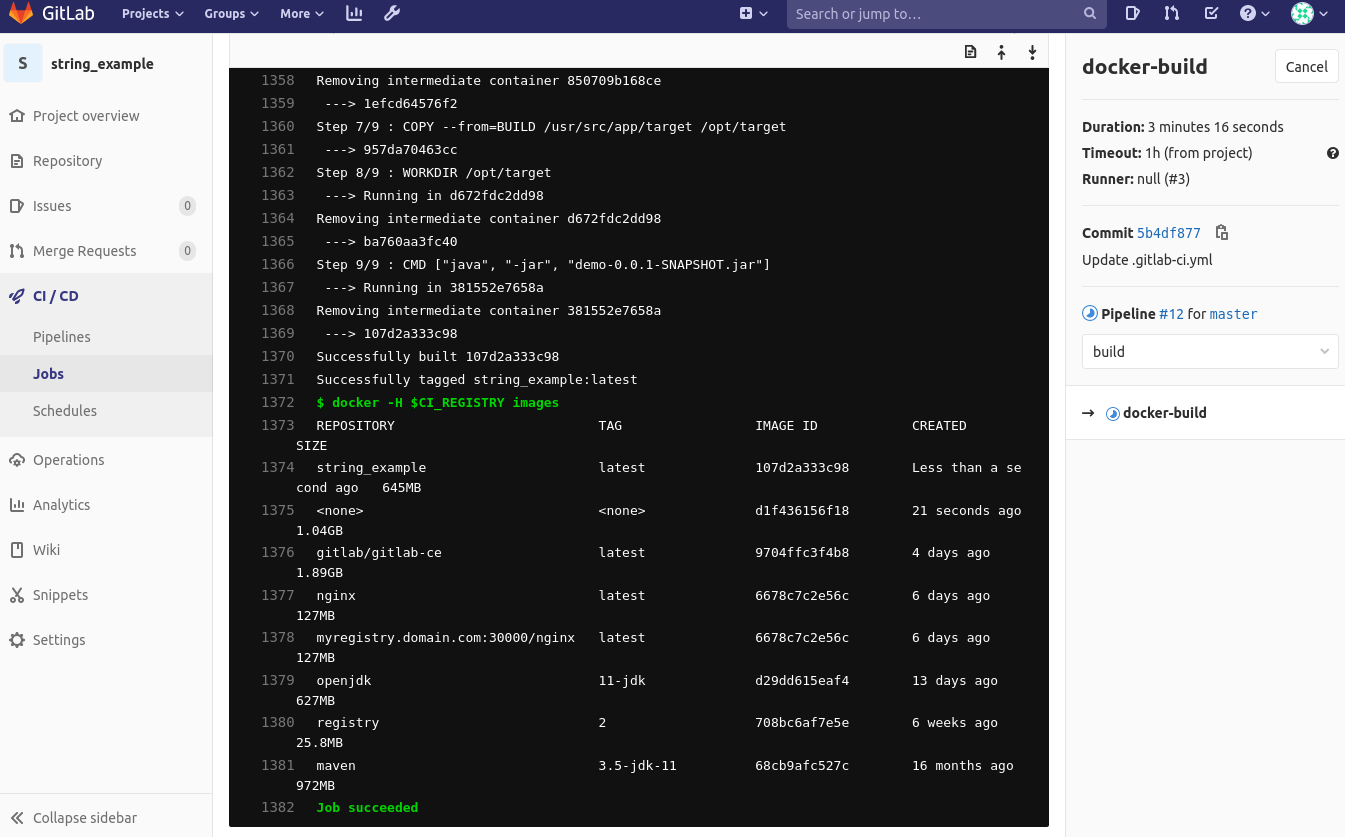 GitLab
Projects
Groups
More
Search or jump to…
S
string_example
Project overview
Repository
Issues
0
Merge Requests
0
CI / CD
Pipelines
Jobs
Schedules
Operations
Analytics
Wiki
Snippets
Settings
Collapse sidebar
1358 Removing intermediate container 850709b168ce
1359 ---> 1efcd64576f2
1360 Step 7/9 : COPY --from=BUILD /usr/src/app/target /opt/target
1361 ---> 957da70463cc
1362 Step 8/9 : WORKDIR /opt/target
1363 ---> Running in d672fdc2dd98
1364 Removing intermediate container d672fdc2dd98
1365 ---> ba760aa3fc40
1366 Step 9/9 : CMD ["java", "-jar", "demo-0.0.1-SNAPSHOT.jar"]
1367 ---> Running in 381552e7658a
1368 Removing intermediate container 381552e7658a
1369 ---> 107d2a333c98
1370 Successfully built 107d2a333c98
1371 Successfully tagged string_example:latest
1372 $ docker -H $CI_REGISTRY images
1373 REPOSITORY TAG IMAGE ID CREATED
SIZE
1374 string_example latest 107d2a333c98 Less than a se
cond ago 645MB
1375 <none> <none> d1f436156f18 21 seconds ago
1.04GB
1376 gitlab/gitlab-ce latest 9704ffc3f4b8 4 days ago
1.89GB
1377 nginx latest 6678c7c2e56c 6 days ago
127MB
1378 myregistry.domain.com:30000/nginx latest 6678c7c2e56c 6 days ago
127MB
1379 openjdk 11-jdk d29dd615eaf4 13 days ago
627MB
1380 registry 2 708bc6af7e5e 6 weeks ago
25.8MB
1381 maven 3.5-jdk-11 68cb9afc527c 16 months ago
972MB
1382 Job succeeded
docker-build
Cancel
Duration: 3 minutes 16 seconds
Timeout: 1h (from project)
Runner: null (#3)
Commit 5b4df877
Update .gitlab-ci.yml
Pipeline #12 for master
build
→ docker-build